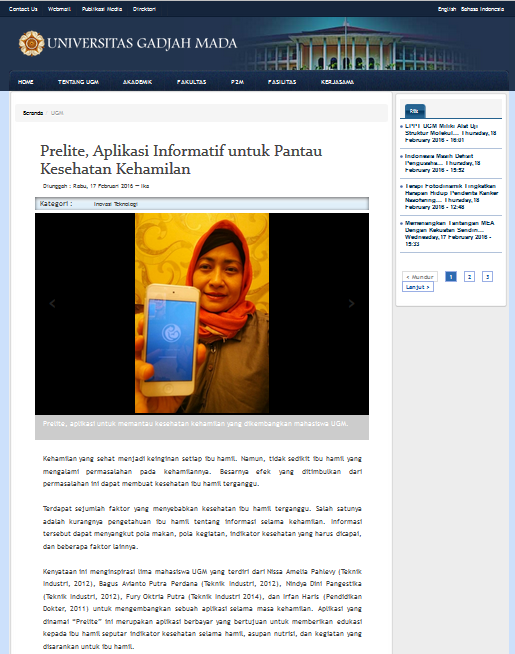 Contact Us Webmail Publikasi Media Direktori English Bahasa Indonesia
UNIVERSITAS GADJAH MADA
HOME TENTANG UGM AKADEMIK FAKULTAS P2M FASILITAS KERJASAMA
Beranda / UGM
Prelite, Aplikasi Informatif untuk Pantau
Kesehatan Kehamilan
Diunggah : Rabu, 17 Februari 2016 — Ika
Kategori : Inovasi Teknologi
Prelite, aplikasi untuk memantau kesehatan kehamilan yang dikembangkan mahasiswa UGM.
Kehamilan yang sehat menjadi keinginan setiap ibu hamil. Namun, tidak sedikit ibu hamil yang
mengalami permasalahan pada kehamilannya. Besarnya efek yang ditimbulkan dari
permasalahan ini dapat membuat kesehatan ibu hamil terganggu.
Terdapat sejumlah faktor yang menyebabkan kesehatan ibu hamil terganggu. Salah satunya
adalah kurangnya pengetahuan ibu hamil tentang informasi selama kehamilan. Informasi
tersebut dapat menyangkut pola makan, pola kegiatan, indikator kesehatan yang harus dicapai,
dan beberapa faktor lainnya.
Kenyataan ini menginspirasi lima mahasiswa UGM yang terdiri dari Nissa Amelia Pahlevy (Teknik
Industri, 2012), Bagus Avianto Putra Perdana (Teknik Industri, 2012), Nindya Dini Pangestika
(Teknik Industri, 2012), Fury Oktria Putra (Teknik Industri 2014), dan Irfan Haris (Pendidikan
Dokter, 2011) untuk mengembangkan sebuah aplikasi selama masa kehamilan. Aplikasi yang
dinamai "Prelite" ini merupakan aplikasi berbayar yang bertujuan untuk memberikan edukasi
kepada ibu hamil seputar indikator kesehatan selama hamil, asupan nutrisi, dan kegiatan yang
disarankan untuk ibu hamil.
Rilis
LPPT UGM Miliki Alat Uji
Struktur Molekul... Thursday,18
February 2016 - 16:01
Indonesia Masih Defisit
Pengusaha... Thursday,18
February 2016 - 15:52
Terapi Fotodinamik Tingkatkan
Harapan Hidup Penderita Kanker
Nasofaring... Thursday,18
February 2016 - 12:48
Memenangkan Tantangan MEA
Dengan Kekuatan Sendiri...
Wednesday,17 February 2016 -
15:33
< Mundur 1 2 3
Lanjut >